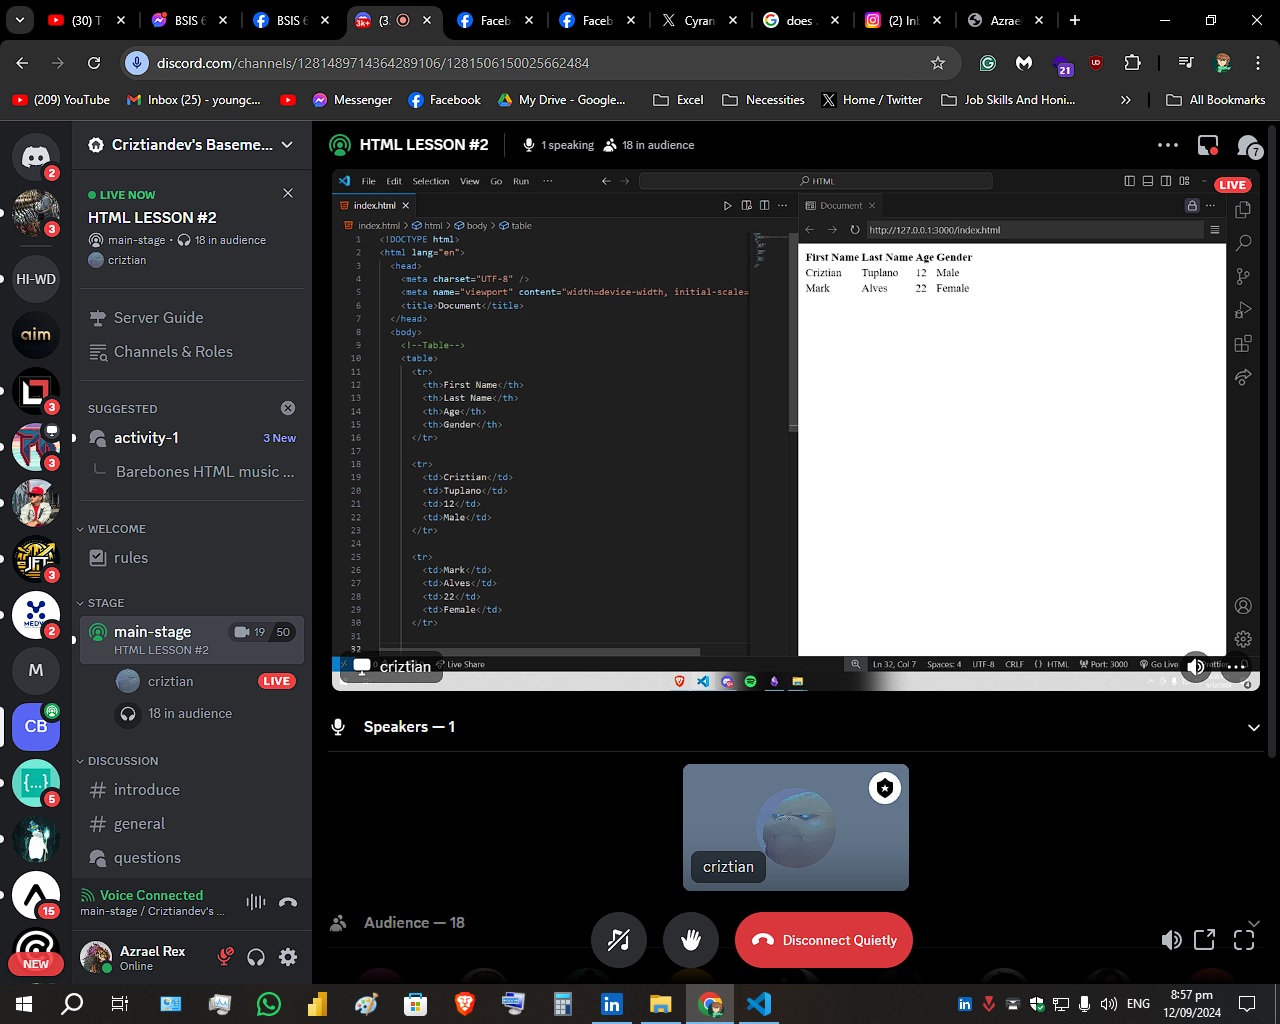 (30) T
BSIS 6
BSIS 6
(3.
Faceb
Faceb
Cyran
does
(2) Inl
Azrae
discord.com/channels/1281489714364289106/1281506150025662484
21
(209) YouTube
Inbox (25) - youngc...
Messenger
Facebook
My Drive - Google...
Excel
Necessities
Home / Twitter
Job Skills And Honi...
All Bookmarks
Criztiandev's Baseme...
LIVE NOW
HTML LESSON #2
main-stage • 18 in audience
criztian
Server Guide
Channels & Roles
SUGGESTED
activity-1
3 New
Barebones HTML music ...
WELCOME
rules
STAGE
main-stage
19 50
HTML LESSON #2
criztian
LIVE
18 in audience
DISCUSSION
introduce
general
questions
Voice Connected
main-stage / Criztiandev's ...
Azrael Rex
Online
2
3
HI-WD
aim
3
3
JFT
3
2
M
CB
5
15
NEW
HTML LESSON #2
1 speaking
18 in audience
7
File Edit Selection View Go Run ...
HTML
LIVE
index.html
index.html > html > body > table
1 <!DOCTYPE html>
2 <html lang="en">
3 <head>
4 <meta charset="UTF-8" />
5 <meta name="viewport" content="width=device-width, initial-scale=
6 <title>Document</title>
7 </head>
8 <body>
9 <!--Table-->
10 <table>
11 <tr>
12 <th>First Name</th>
13 <th>Last Name</th>
14 <th>Age</th>
15 <th>Gender</th>
16 </tr>
17
18 <tr>
19 <td>Criztian</td>
20 <td>Tuplano</td>
21 <td>12</td>
22 <td>Male</td>
23 </tr>
24
25 <tr>
26 <td>Mark</td>
27 <td>Alves</td>
28 <td>22</td>
29 <td>Female</td>
30 </tr>
31
32
Document
http://127.0.0.1:3000/index.html
First Name Last Name Age Gender
Criztian Tuplano 12 Male
Mark Alves 22 Female
criztian
Live Share
Ln 32, Col 7 Spaces: 4 UTF-8 CRLF {} HTML Port: 3000 Go Live
Speakers — 1
criztian
Audience — 18
Disconnect Quietly
ENG
8:57 pm
12/09/2024